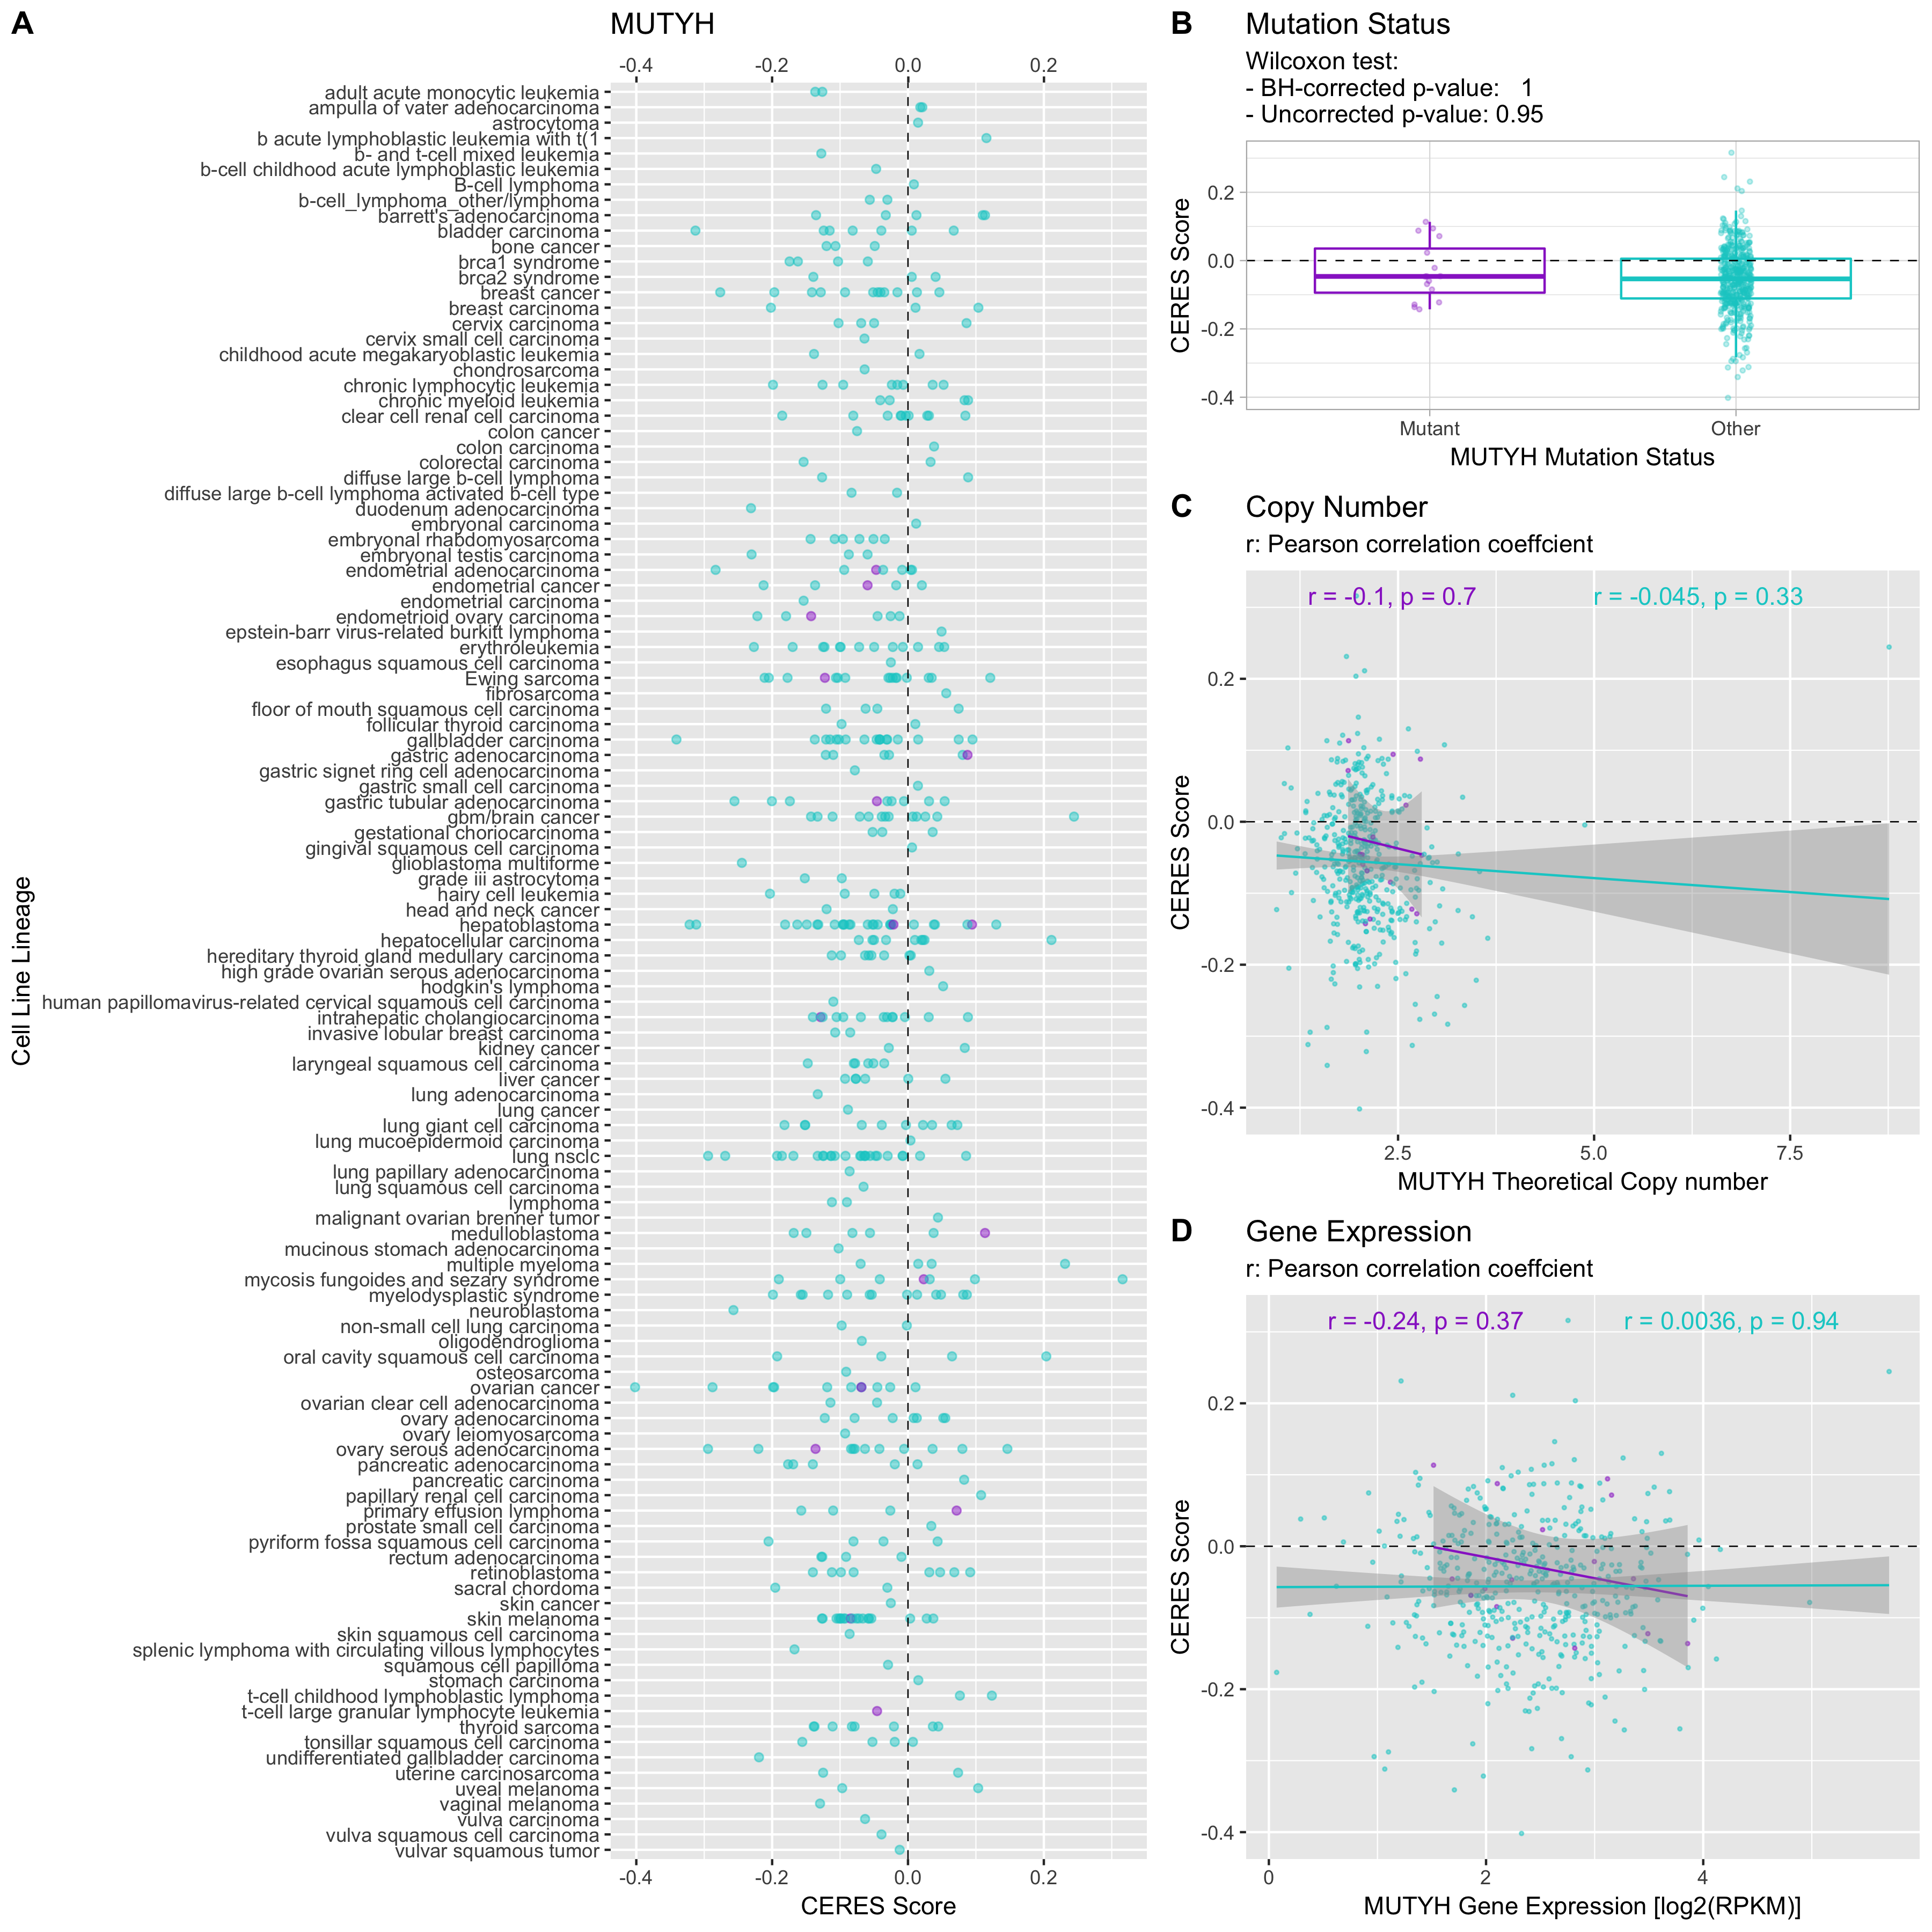 A
MUTYH
-0.4 -0.2 0.0 0.2
adult acute monocytic leukemia
ampulla of vater adenocarcinoma
astrocytoma
b acute lymphoblastic leukemia with t(1
b- and t-cell mixed leukemia
b-cell childhood acute lymphoblastic leukemia
B-cell lymphoma
b-cell_lymphoma_other/lymphoma
barrett's adenocarcinoma
bladder carcinoma
bone cancer
brca1 syndrome
brca2 syndrome
breast cancer
breast carcinoma
cervix carcinoma
cervix small cell carcinoma
childhood acute megakaryoblastic leukemia
chondrosarcoma
chronic lymphocytic leukemia
chronic myeloid leukemia
clear cell renal cell carcinoma
colon cancer
colon carcinoma
colorectal carcinoma
diffuse large b-cell lymphoma
diffuse large b-cell lymphoma activated b-cell type
duodenum adenocarcinoma
embryonal carcinoma
embryonal rhabdomyosarcoma
embryonal testis carcinoma
endometrial adenocarcinoma
endometrial cancer
endometrial carcinoma
endometrioid ovary carcinoma
epstein-barr virus-related burkitt lymphoma
erythroleukemia
esophagus squamous cell carcinoma
Ewing sarcoma
fibrosarcoma
floor of mouth squamous cell carcinoma
follicular thyroid carcinoma
gallbladder carcinoma
gastric adenocarcinoma
gastric signet ring cell adenocarcinoma
gastric small cell carcinoma
gastric tubular adenocarcinoma
gbm/brain cancer
gestational choriocarcinoma
gingival squamous cell carcinoma
glioblastoma multiforme
grade iii astrocytoma
hairy cell leukemia
head and neck cancer
hepatoblastoma
hepatocellular carcinoma
hereditary thyroid gland medullary carcinoma
high grade ovarian serous adenocarcinoma
hodgkin's lymphoma
human papillomavirus-related cervical squamous cell carcinoma
intrahepatic cholangiocarcinoma
invasive lobular breast carcinoma
kidney cancer
laryngeal squamous cell carcinoma
liver cancer
lung adenocarcinoma
lung cancer
lung giant cell carcinoma
lung mucoepidermoid carcinoma
lung nsclc
lung papillary adenocarcinoma
lung squamous cell carcinoma
lymphoma
malignant ovarian brenner tumor
medulloblastoma
mucinous stomach adenocarcinoma
multiple myeloma
mycosis fungoides and sezary syndrome
myelodysplastic syndrome
neuroblastoma
non-small cell lung carcinoma
oligodendroglioma
oral cavity squamous cell carcinoma
osteosarcoma
ovarian cancer
ovarian clear cell adenocarcinoma
ovary adenocarcinoma
ovary leiomyosarcoma
ovary serous adenocarcinoma
pancreatic adenocarcinoma
pancreatic carcinoma
papillary renal cell carcinoma
primary effusion lymphoma
prostate small cell carcinoma
pyriform fossa squamous cell carcinoma
rectum adenocarcinoma
retinoblastoma
sacral chordoma
skin cancer
skin melanoma
skin squamous cell carcinoma
splenic lymphoma with circulating villous lymphocytes
squamous cell papilloma
stomach carcinoma
t-cell childhood lymphoblastic lymphoma
t-cell large granular lymphocyte leukemia
thyroid sarcoma
tonsillar squamous cell carcinoma
undifferentiated gallbladder carcinoma
uterine carcinosarcoma
uveal melanoma
vaginal melanoma
vulva carcinoma
vulva squamous cell carcinoma
vulvar squamous tumor
-0.4 -0.2 0.0 0.2
CERES Score
Cell Line Lineage
B
Mutation Status
Wilcoxon test:
- BH-corrected p-value: 1
- Uncorrected p-value: 0.95
0.2
0.0
-0.2
-0.4
CERES Score
Mutant Other
MUTYH Mutation Status
C
Copy Number
r: Pearson correlation coeffcient
r = -0.1, p = 0.7 r = -0.045, p = 0.33
0.2
0.0
-0.2
-0.4
CERES Score
2.5 5.0 7.5
MUTYH Theoretical Copy number
D
Gene Expression
r: Pearson correlation coeffcient
r = -0.24, p = 0.37 r = 0.0036, p = 0.94
0.2
0.0
-0.2
-0.4
CERES Score
0 2 4
MUTYH Gene Expression [log2(RPKM)]